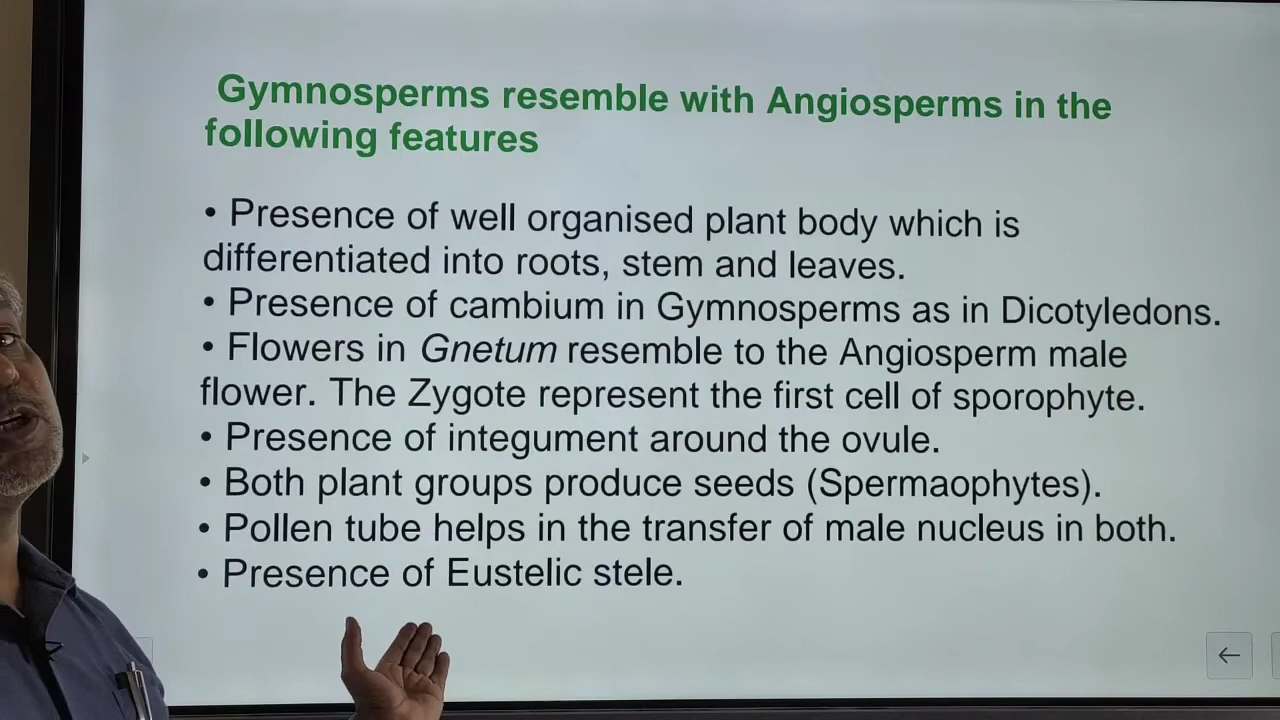 Gymnosperms resemble with Angiosperms in the
following features
• Presence of well organised plant body which is
differentiated into roots, stem and leaves.
• Presence of cambium in Gymnosperms as in Dicotyledons.
• Flowers in Gnetum resemble to the Angiosperm male
flower. The Zygote represent the first cell of sporophyte.
• Presence of integument around the ovule.
• Both plant groups produce seeds (Spermaophytes).
• Pollen tube helps in the transfer of male nucleus in both.
• Presence of Eustelic stele.